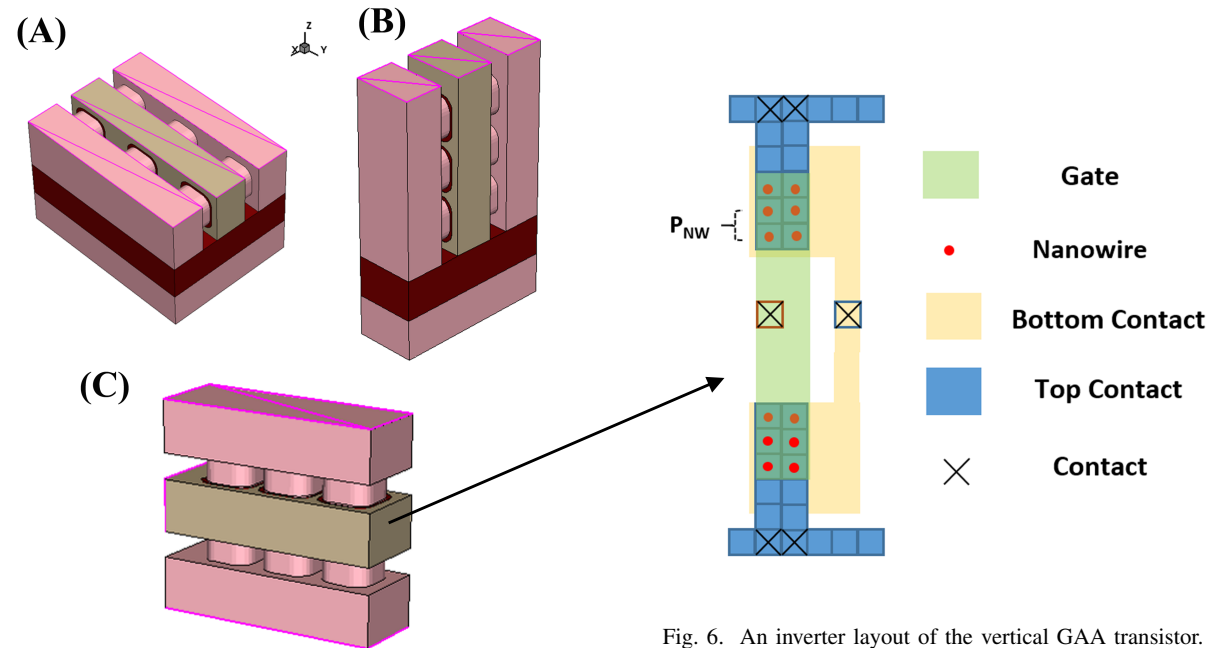 (A)
Z
X
Y
(B)
(C)
P_NW
Gate
Nanowire
Bottom Contact
Top Contact
Contact
Fig. 6. An inverter layout of the vertical GAA transistor.